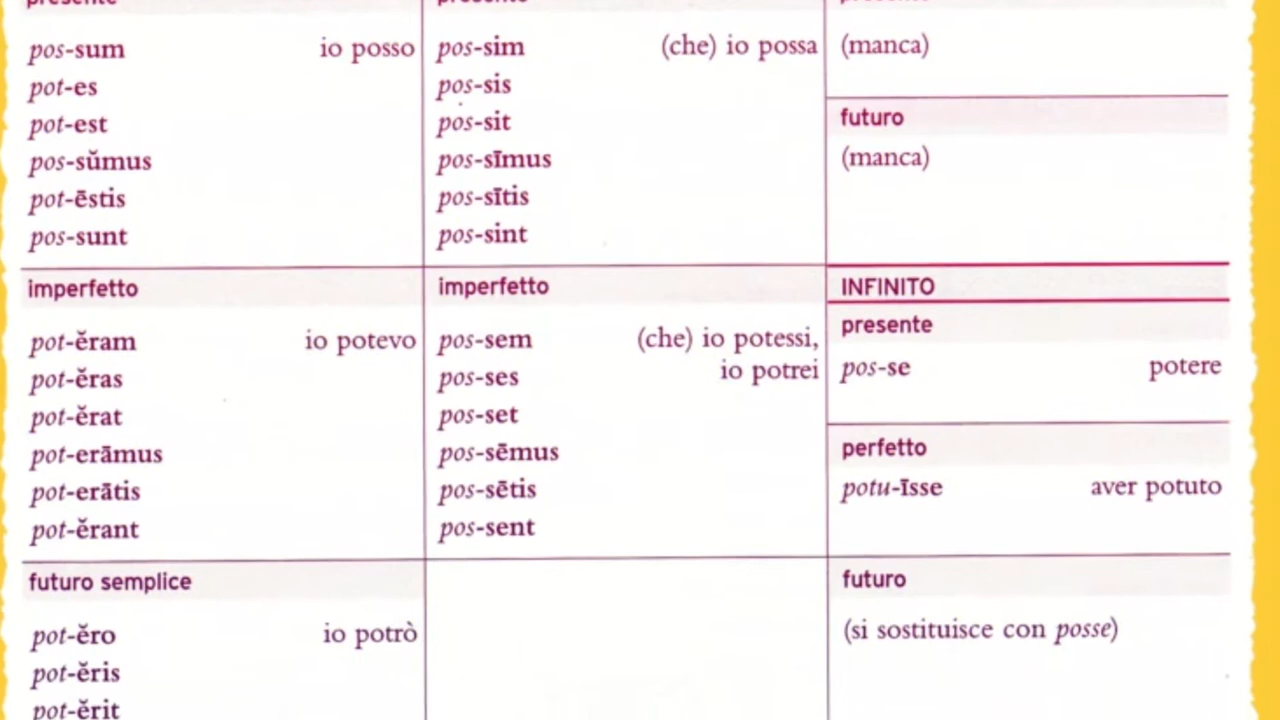 presente
pos-sum io posso
pot-es
pot-est
pos-sŭmus
pot-ēstis
pos-sunt
imperfetto
pot-ĕram io potevo
pot-ĕras
pot-ĕrat
pot-erāmus
pot-erātis
pot-ĕrant
futuro semplice
pot-ĕro io potrò
pot-ĕris
pot-ĕrit
presente
pos-sim (che) io possa
pos-sis
pos-sit
pos-sīmus
pos-sītis
pos-sint
imperfetto
pos-sem (che) io potessi,
pos-ses io potrei
pos-set
pos-sēmus
pos-sētis
pos-sent
presente
(manca)
futuro
(manca)
INFINITO
presente
pos-se potere
perfetto
potu-īsse aver potuto
futuro
(si sostituisce con posse)